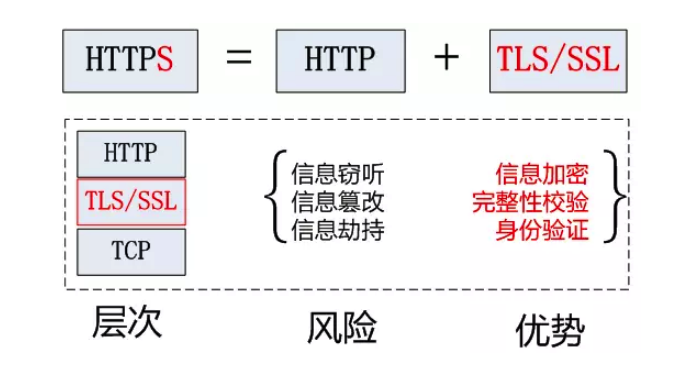 HTTPS = HTTP + TLS/SSL
HTTP
TLS/SSL
TCP
信息窃听
信息篡改
信息劫持
信息加密
完整性校验
身份验证
层次
风险
优势